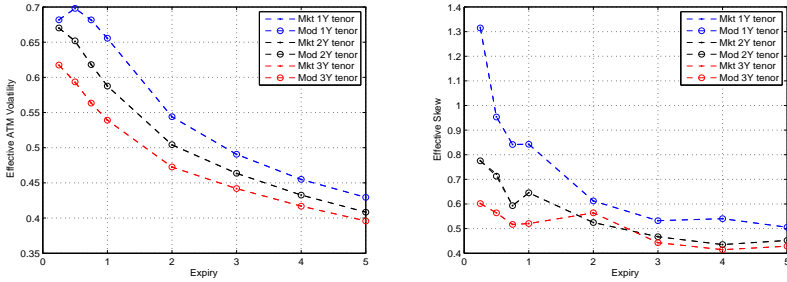 0.7
0.65
0.6
0.55
0.5
0.45
0.4
0.35
0 1 2 3 4 5
Expiry
Effective ATM Volatility
Mkt 1Y tenor
Mod 1Y tenor
Mkt 2Y tenor
Mod 2Y tenor
Mkt 3Y tenor
Mod 3Y tenor
1.4
1.3
1.2
1.1
1
0.9
0.8
0.7
0.6
0.5
0.4
0 1 2 3 4 5
Expiry
Effective Skew
Mkt 1Y tenor
Mod 1Y tenor
Mkt 2Y tenor
Mod 2Y tenor
Mkt 3Y tenor
Mod 3Y tenor